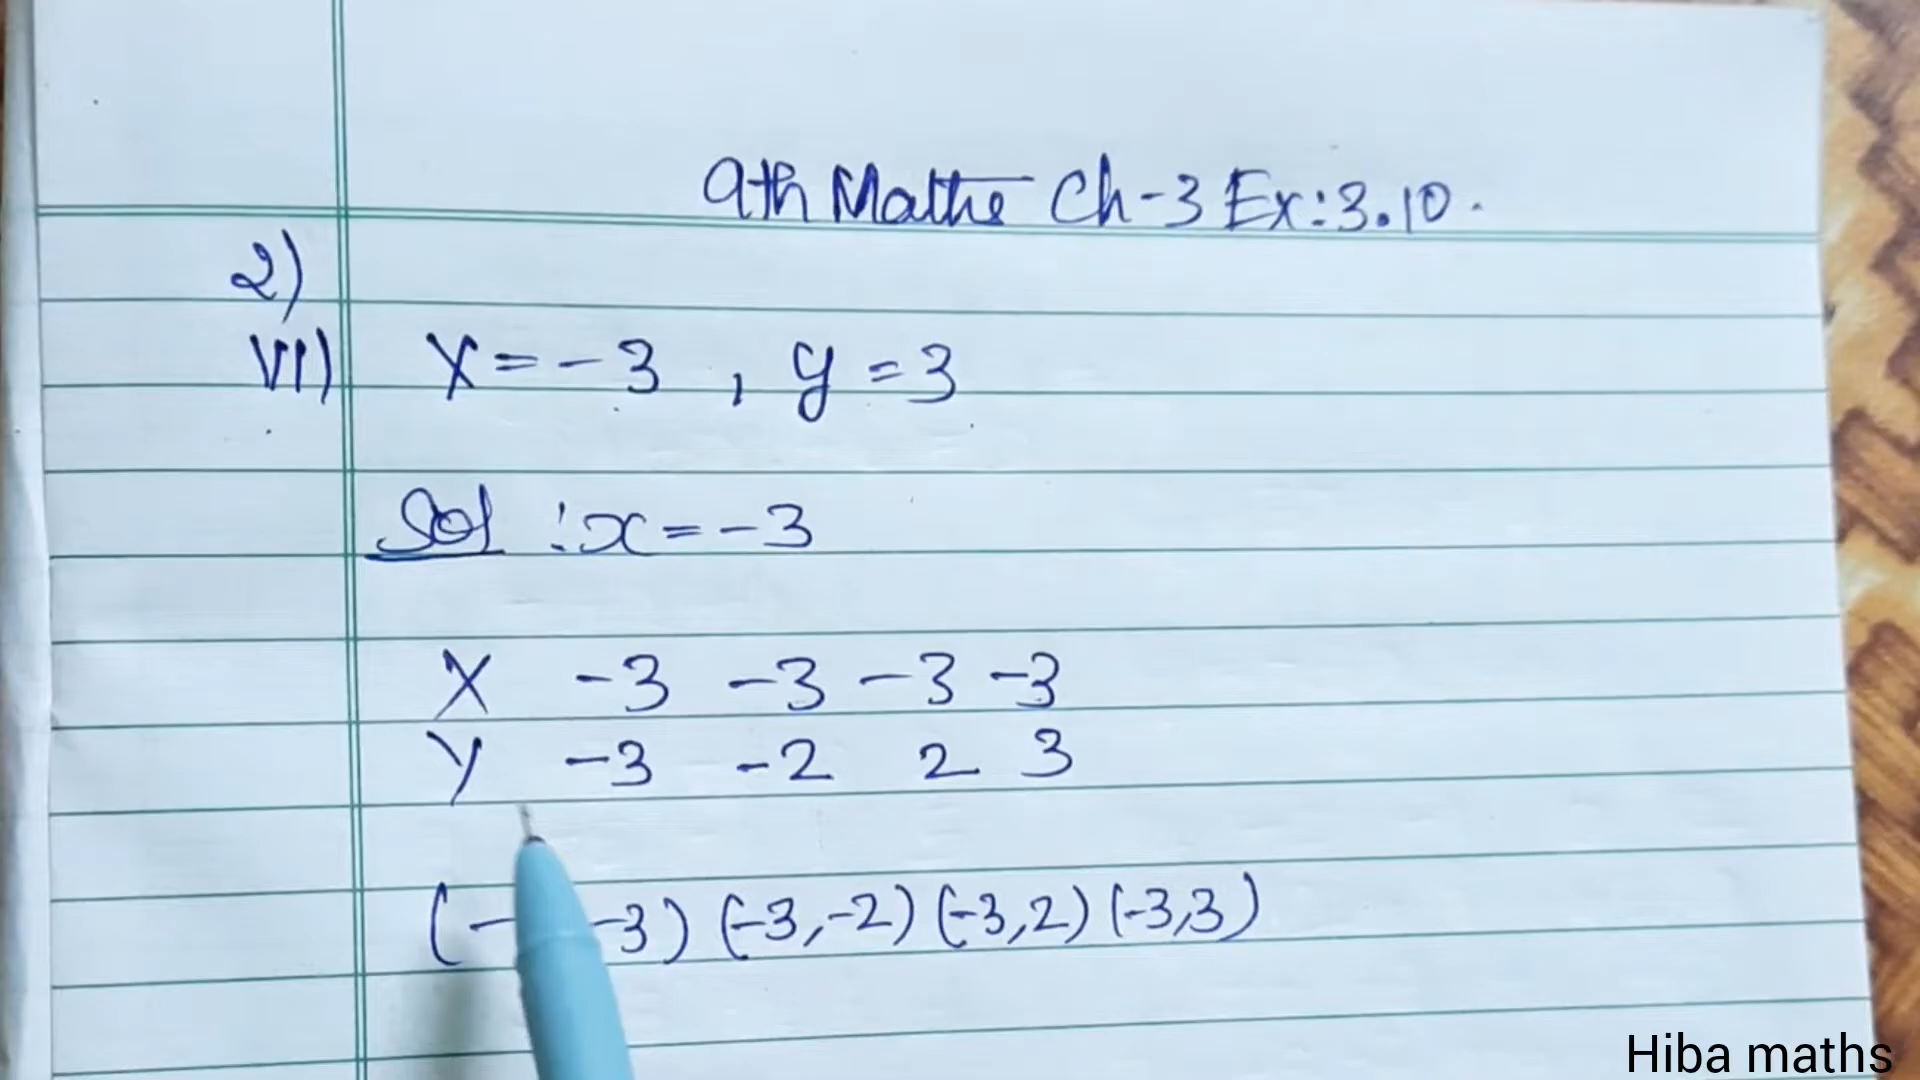 9th Maths Ch-3 Ex:3.10.
2)
VI) X=-3 , y=3
Sol :x=-3
X -3 -3 -3 -3
Y -3 -2 2 3
(- -3) (-3,-2) (-3,2) (-3,3)
Hiba maths